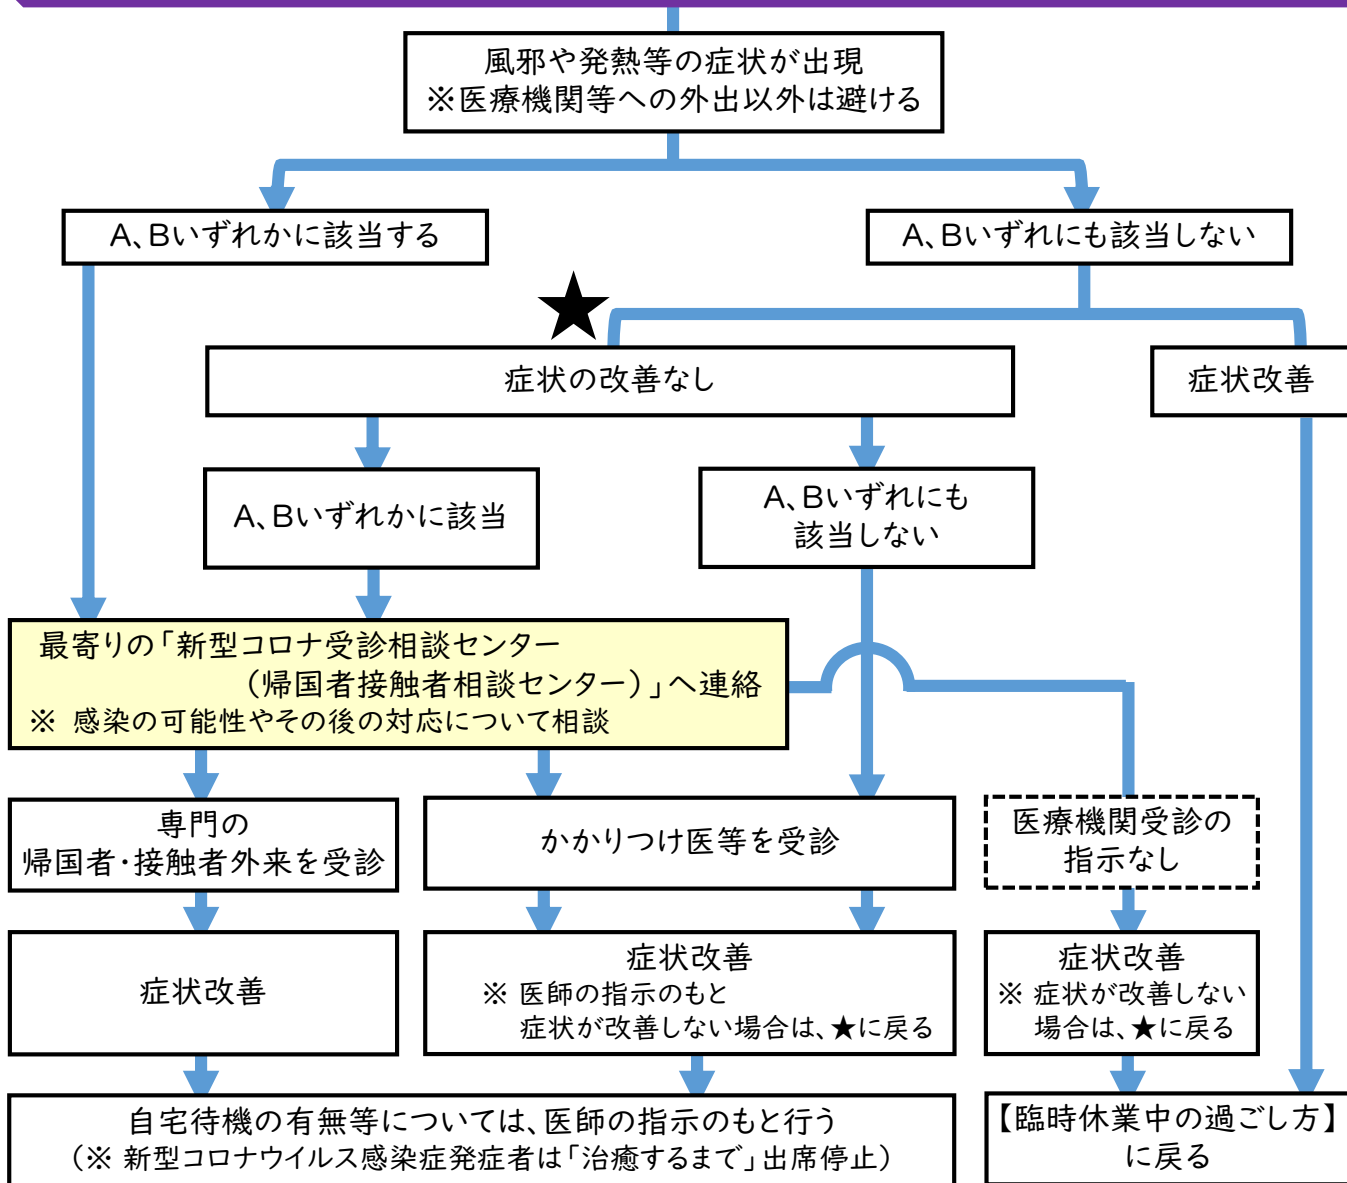 風邪や発熱等の症状が出現
※医療機関等への外出以外は避ける
A、Bいずれかに該当する
A、Bいずれにも該当しない
★
症状の改善なし
症状改善
A、Bいずれかに該当
A、Bいずれにも
該当しない
最寄りの「新型コロナ受診相談センター
(帰国者接触者相談センター)」へ連絡
※ 感染の可能性やその後の対応について相談
専門の
帰国者・接触者外来を受診
かかりつけ医等を受診
医療機関受診の
指示なし
症状改善
症状改善
※ 医師の指示のもと
症状が改善しない場合は、★に戻る
症状改善
※ 症状が改善しない
場合は、★に戻る
自宅待機の有無等については、医師の指示のもと行う
(※ 新型コロナウイルス感染症発症者は「治癒するまで」出席停止)
【臨時休業中の過ごし方】
に戻る